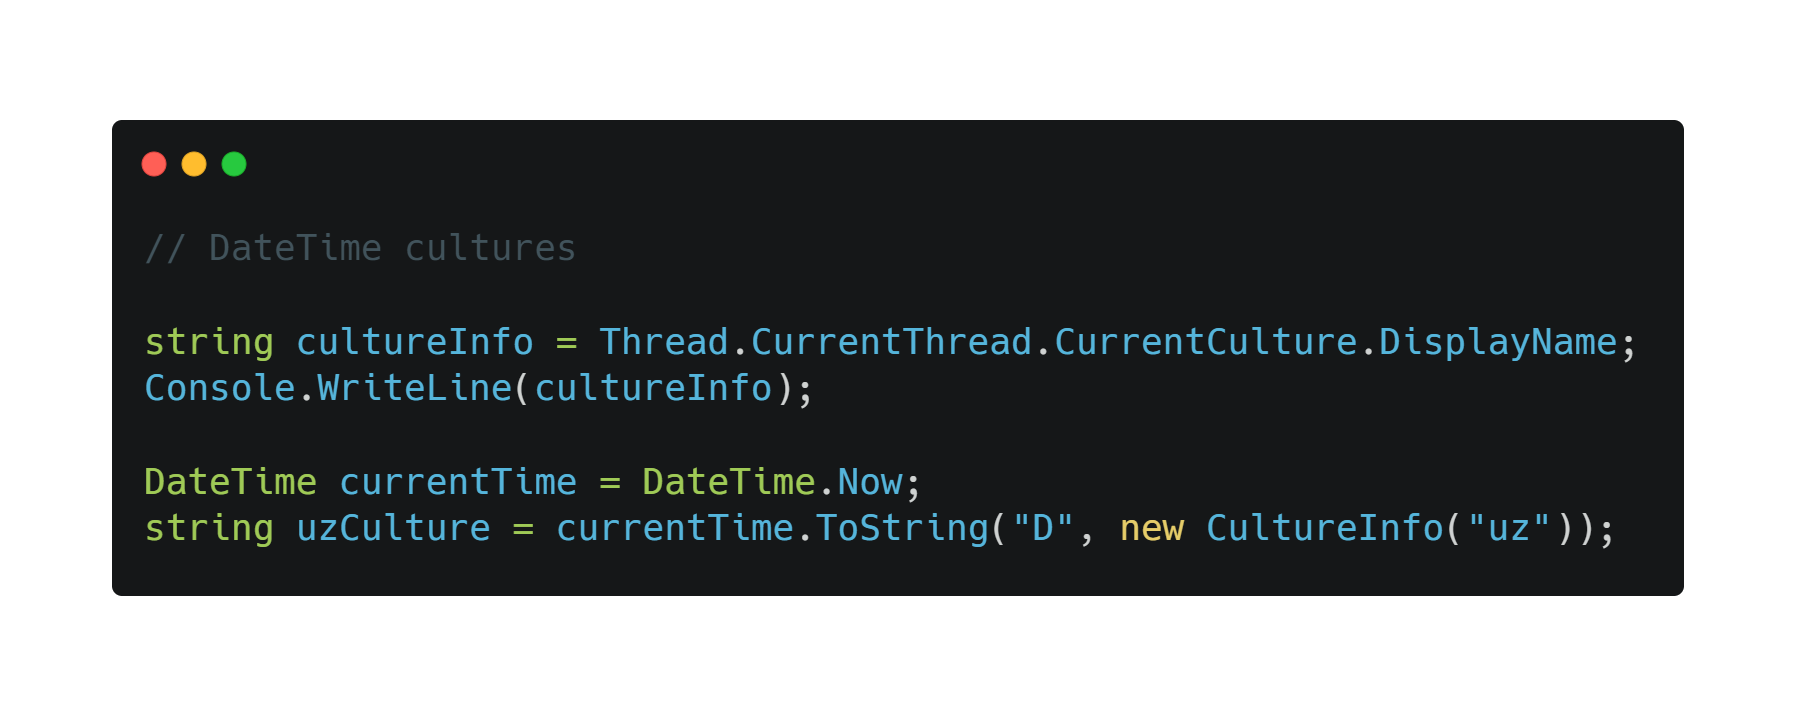 // DateTime cultures
string cultureInfo = Thread.CurrentThread.CurrentCulture.DisplayName;
Console.WriteLine(cultureInfo);
DateTime currentTime = DateTime.Now;
string uzCulture = currentTime.ToString("D", new CultureInfo("uz"));